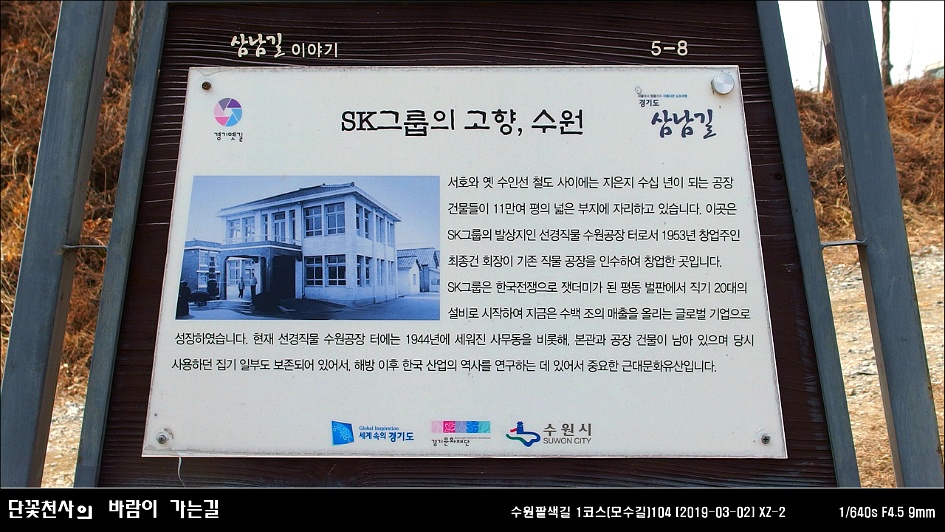 삼남길 이야기
5-8
경기옛길
SK그룹의 고향, 수원
경기도
삼남길
서호와 옛 수인선 철도 사이에는 지은지 수십 년이 되는 공장
건물들이 11만여 평의 넓은 부지에 자리하고 있습니다. 이곳은
SK그룹의 발상지인 선경직물 수원공장 터로서 1953년 창업주인
최종건 회장이 기존 직물 공장을 인수하여 창업한 곳입니다.
SK그룹은 한국전쟁으로 잿더미가 된 평동 벌판에서 직기 20대의
설비로 시작하여 지금은 수백 조의 매출을 올리는 글로벌 기업으로
성장하였습니다. 현재 선경직물 수원공장 터에는 1944년에 세워진 사무동을 비롯해, 본관과 공장 건물이 남아 있으며 당시
사용하던 집기 일부도 보존되어 있어서, 해방 이후 한국 산업의 역사를 연구하는 데 있어서 중요한 근대문화유산입니다.
Global Inspiration
세계 속의 경기도
경기문화재단
수원시
SUWON CITY
단꽃천사의 바람이 가는길
수원팔색길 1코스(모수길)104 [2019-03-02] XZ-2
1/640s F4.5 9mm